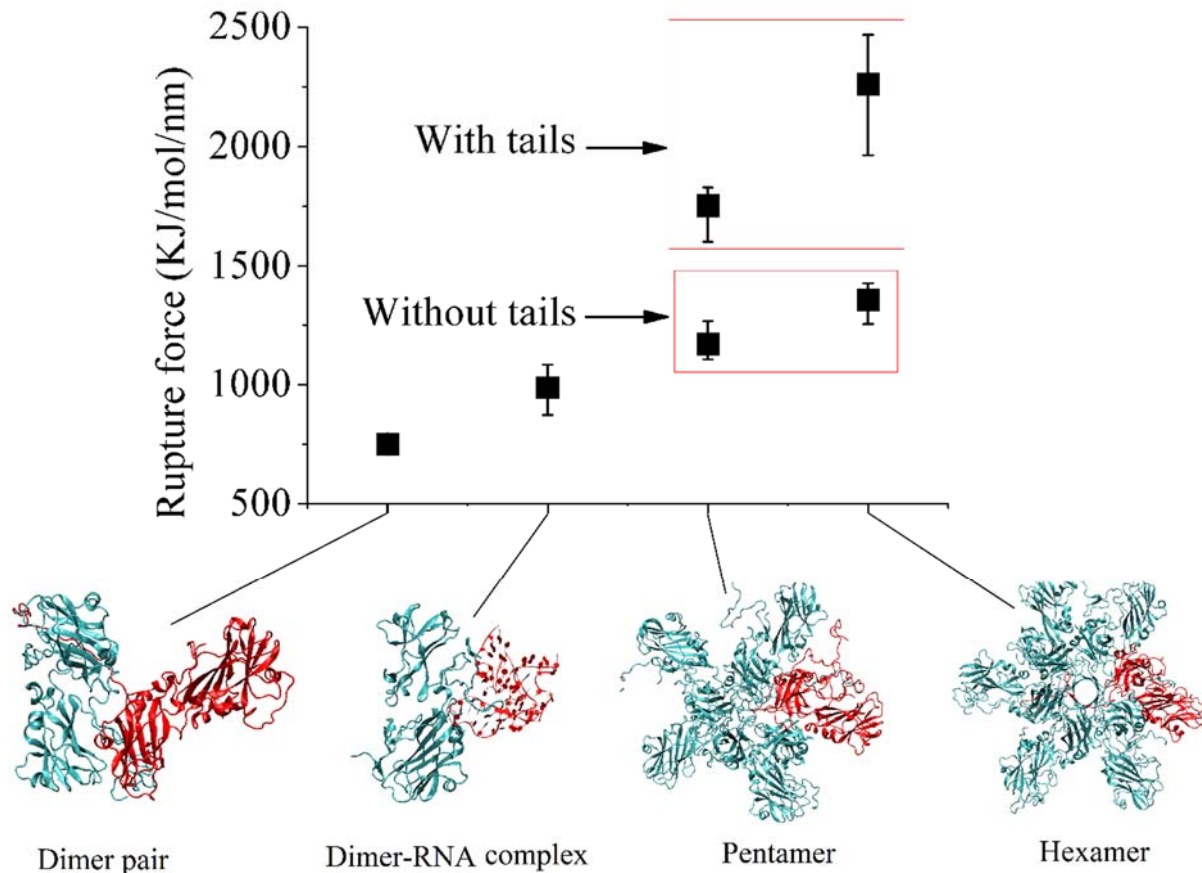 2500
2000
1500
1000
500
Rupture force (KJ/mol/nm)
With tails
Without tails
Dimer pair
Dimer-RNA complex
Pentamer
Hexamer